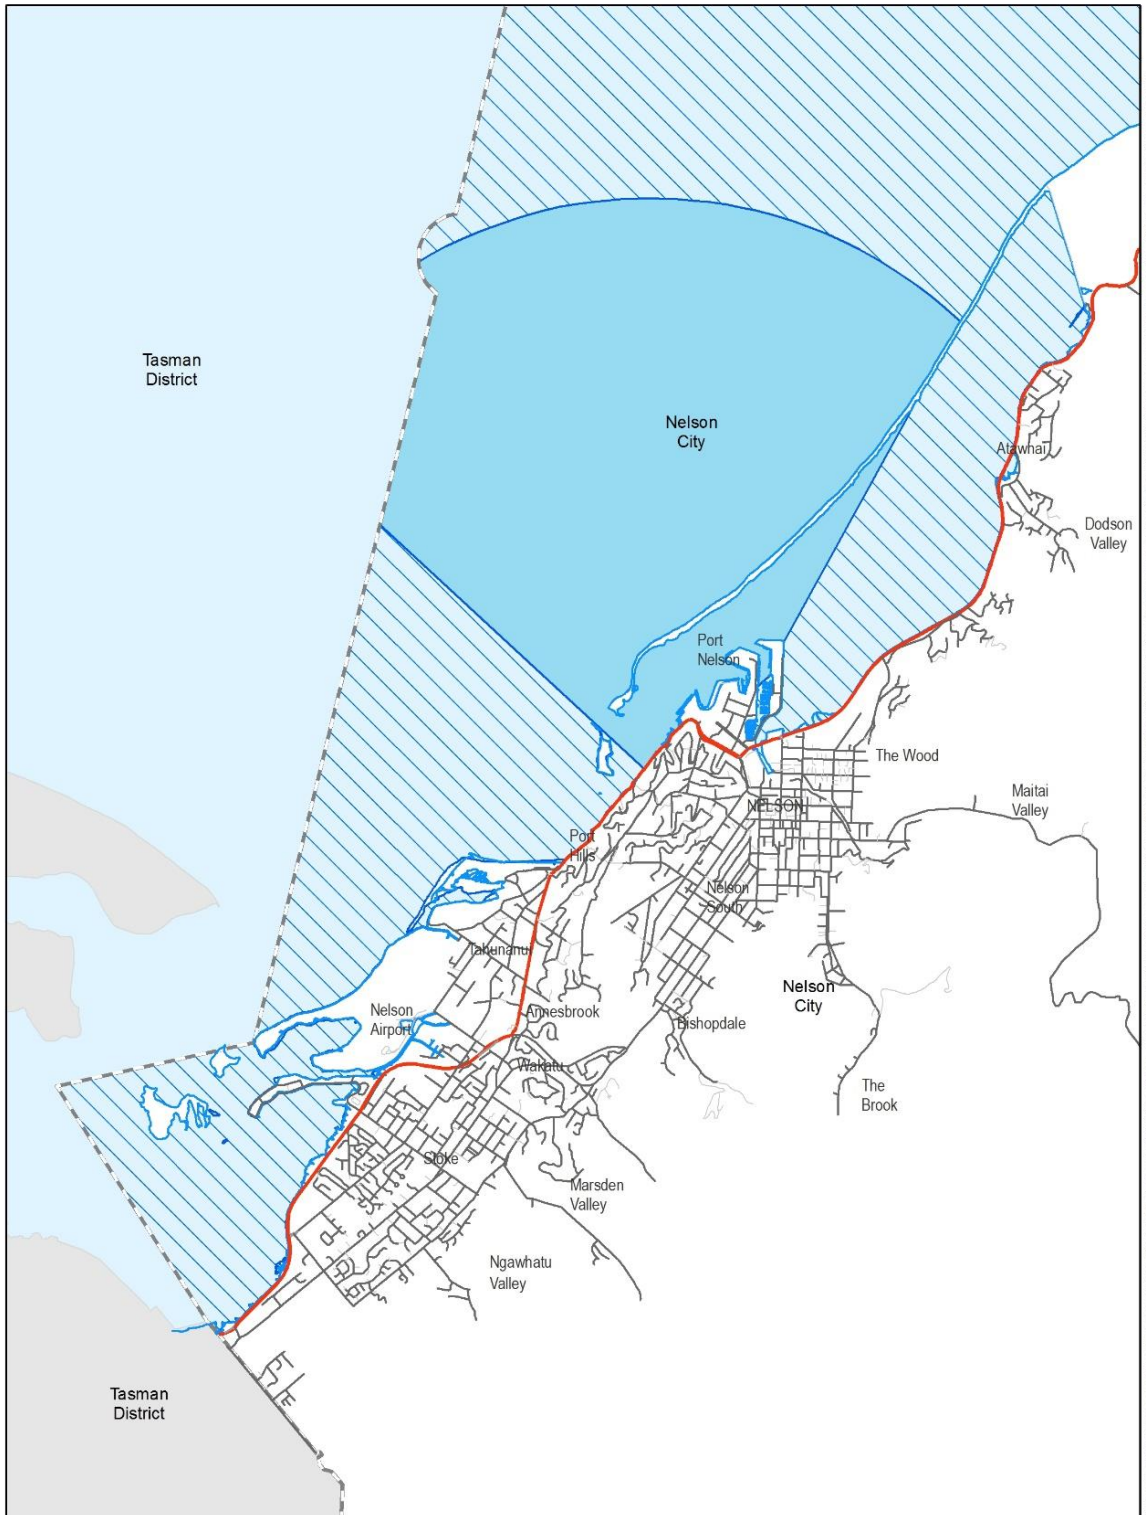 Tasman
District
Nelson
City
Atawhai
Dodson
Valley
Port
Nelson
The Wood
Maitai
Valley
NELSON
Port
Hills
Nelson
South
Tahunanui
Nelson
City
Nelson
Airport
Annesbrook
Bishopdale
Wakatu
The
Brook
Stoke
Marsden
Valley
Ngawhatu
Valley
Tasman
District